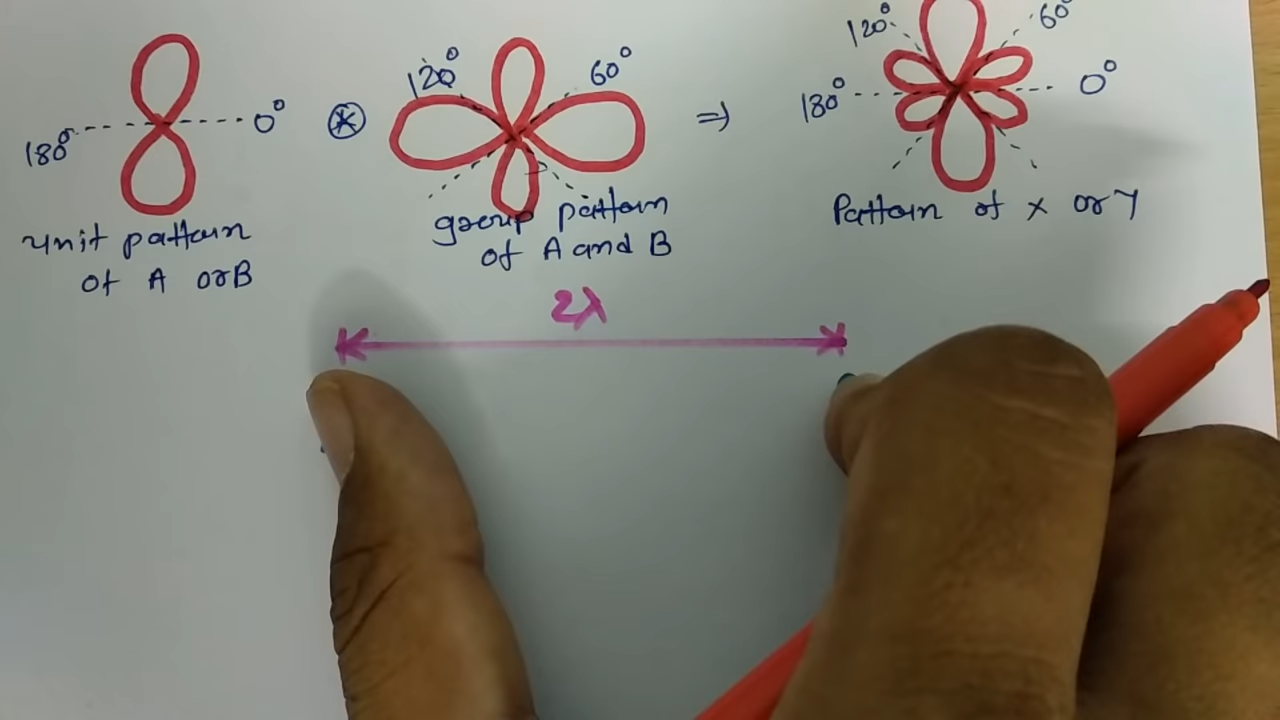 180° 0° ⊛ 120° 60° ⇒ 120° 60° 180° 0°
unit pattern
of A or B
group pattern
of A and B
Pattern of x or y
2λ